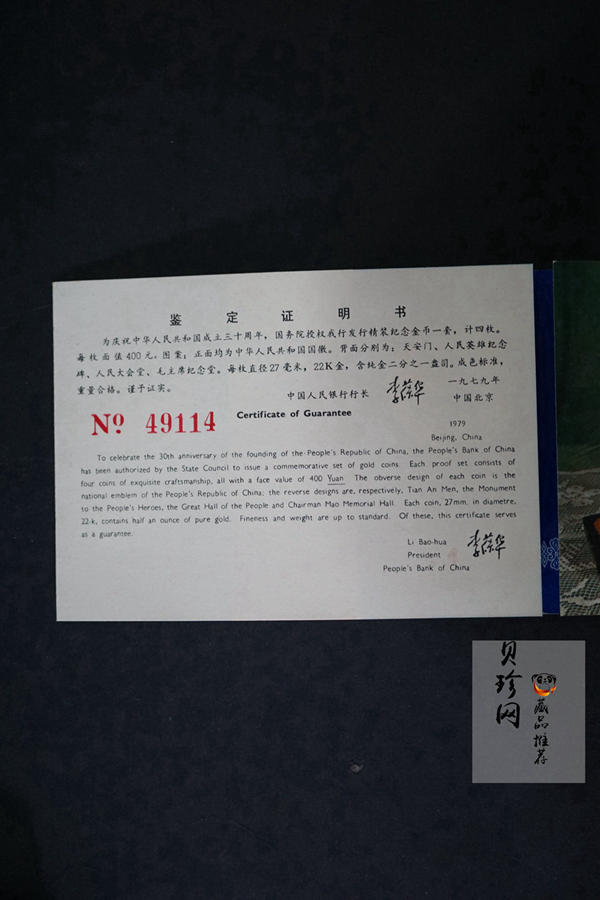 鉴定证明书
为庆祝中华人民共和国成立三十周年，国务院授权我行发行精装纪念金币一套，计四枚。
每枚面值400元。图案：正面均为中华人民共和国国徽。背面分别为：天安门、人民英雄纪念
碑、人民大会堂、毛主席纪念堂。每枚直径27毫米，22K金，含纯金二分之一盎司。成色标准，
重量合格。谨于证实。
中国人民银行行长 李葆华 一九七九年
中国北京
Nº 49114
Certificate of Guarantee
1979
Beijing, China
To celebrate the 30th anniversary of the founding of the People's Republic of China, the People's Bank of China
has been authorized by the State Council to issue a commemorative set of gold coins. Each proof set consists of
four coins of exquisite craftsmanship, all with a face value of 400 Yuan The obverse design of each coin is the
national emblem of the People's Republic of China; the reverse designs are, respectively, Tian An Men, the Monument
to the People's Heroes, the Great Hall of the People and Chairman Mao Memorial Hall. Each coin, 27mm. in diametre,
22-k, contains half an ounce of pure gold. Fineness and weight are up to standard. Of these, this certificate serves
as a guarantee.
Li Bao-hua 李葆华
President
People's Bank of China
贝珍网
藏品推荐